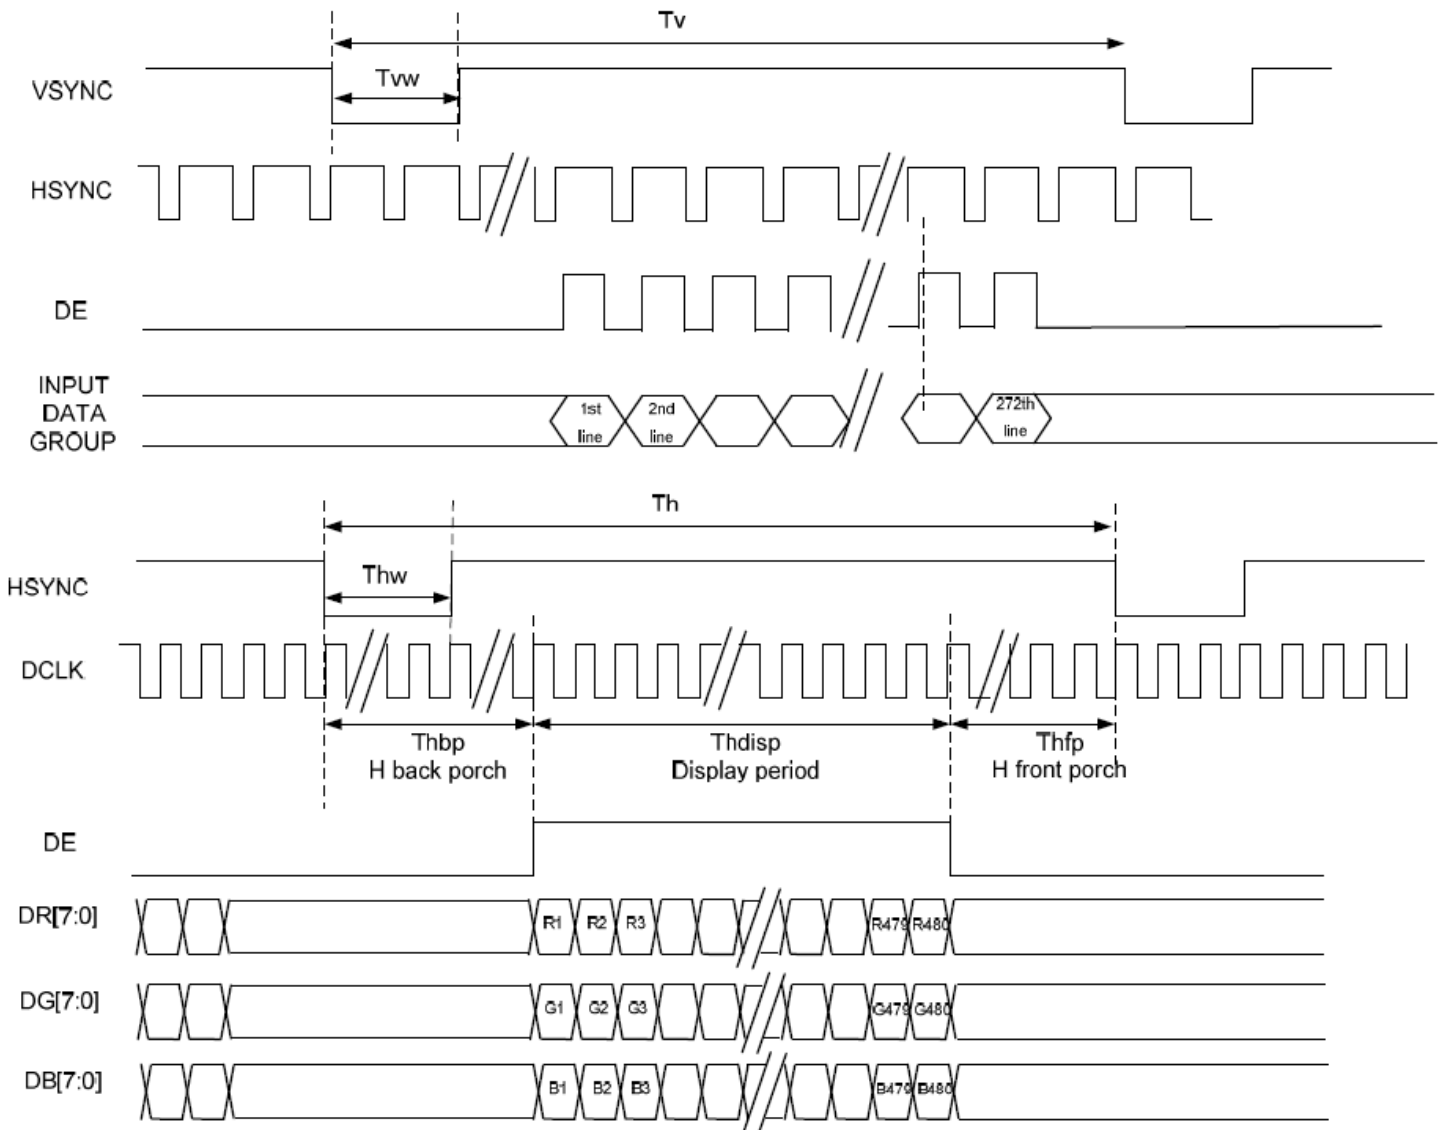 Tv
VSYNC
Tvw
HSYNC
DE
INPUT
DATA
GROUP
1st
line
2nd
line
272th
line
Th
HSYNC
Thw
DCLK
Thbp
H back porch
Thdisp
Display period
Thfp
H front porch
DE
DR[7:0]
R1 R2 R3 R479 R480
DG[7:0]
G1 G2 G3 G479 G480
DB[7:0]
B1 B2 B3 B479 B480